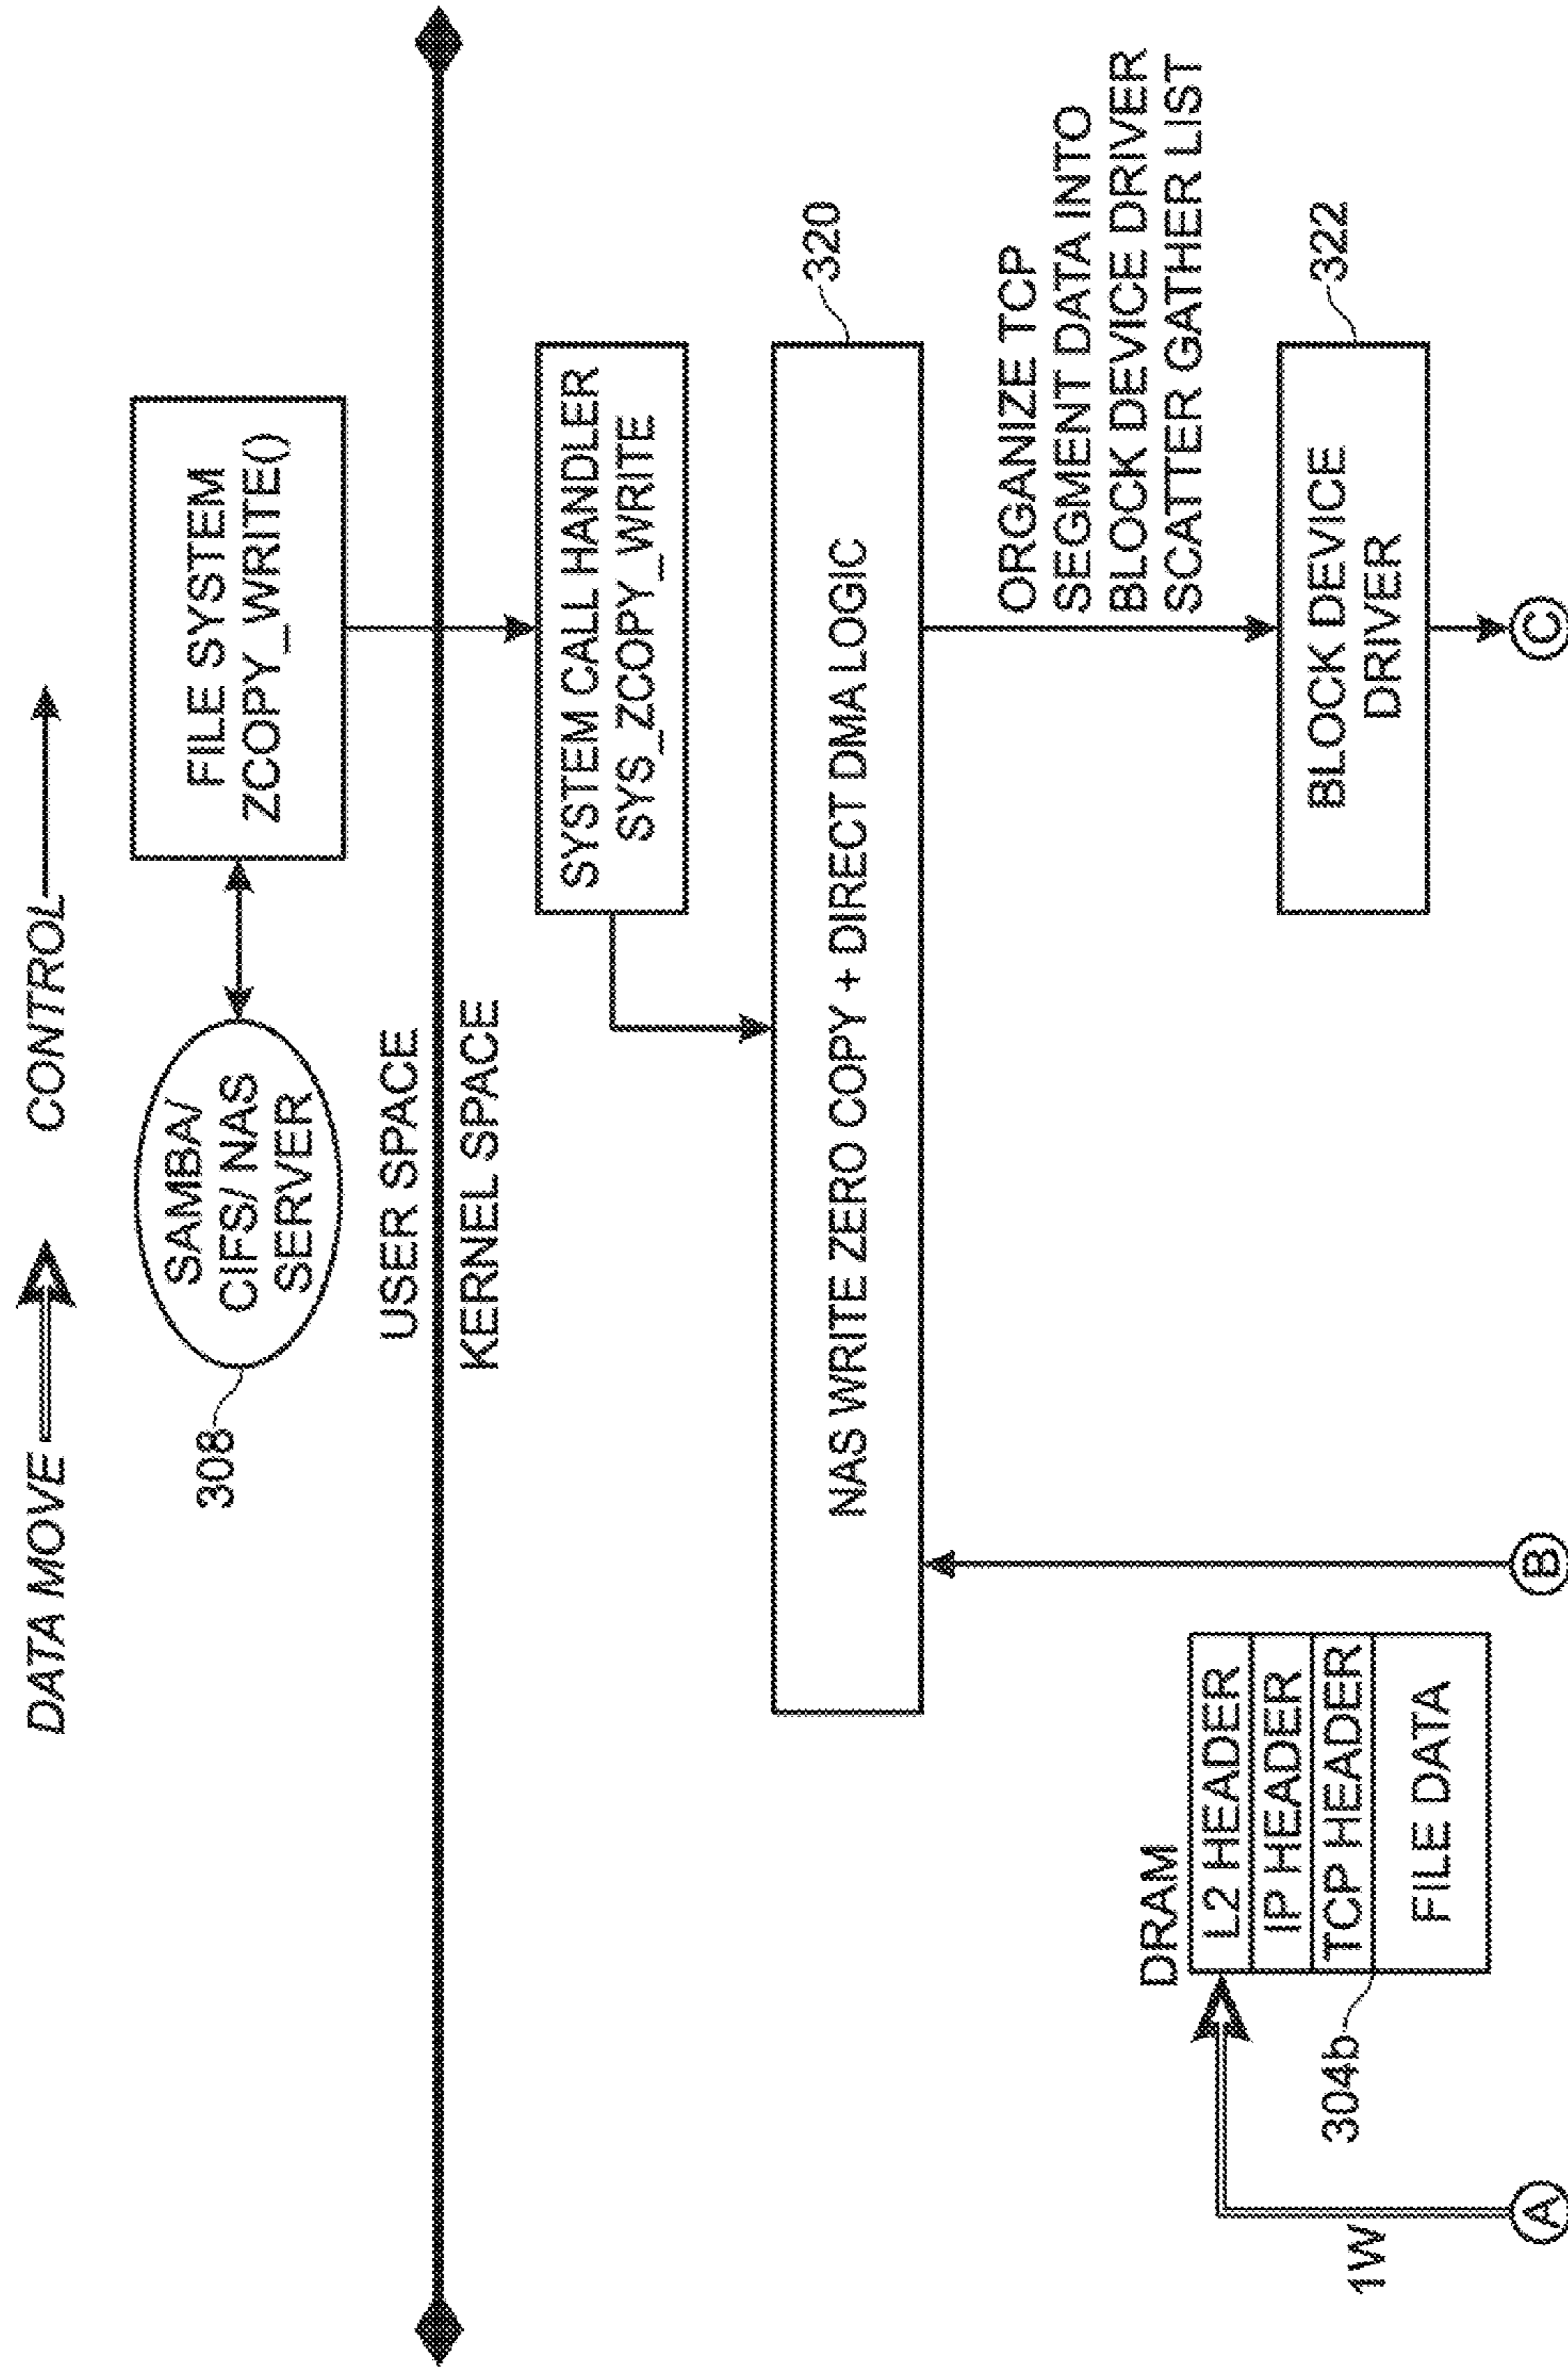 DATA MOVE
CONTROL
SAMBA/
CIFS/ NAS
SERVER
308
FILE SYSTEM
ZCOPY_WRITE()
USER SPACE
KERNEL SPACE
SYSTEM CALL HANDLER
SYS_ZCOPY_WRITE
NAS WRITE ZERO COPY + DIRECT DMA LOGIC
320
ORGANIZE TCP
SEGMENT DATA INTO
BLOCK DEVICE DRIVER
SCATTER GATHER LIST
DRAM
L2 HEADER
IP HEADER
TCP HEADER
FILE DATA
304b
1W
BLOCK DEVICE
DRIVER
322
A
B
C